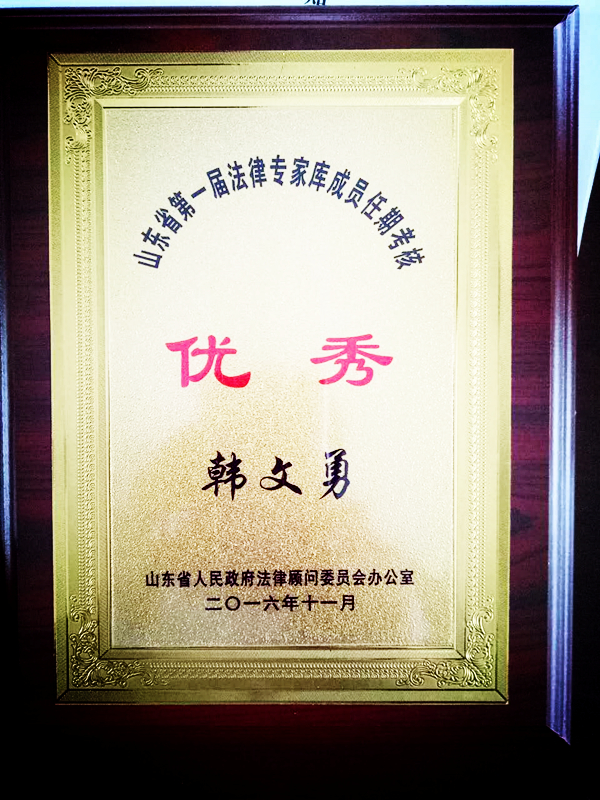 山东省第一届法律专家库成员任期考核
优秀
韩文勇
山东省人民政府法律顾问委员会办公室
二〇一六年十一月